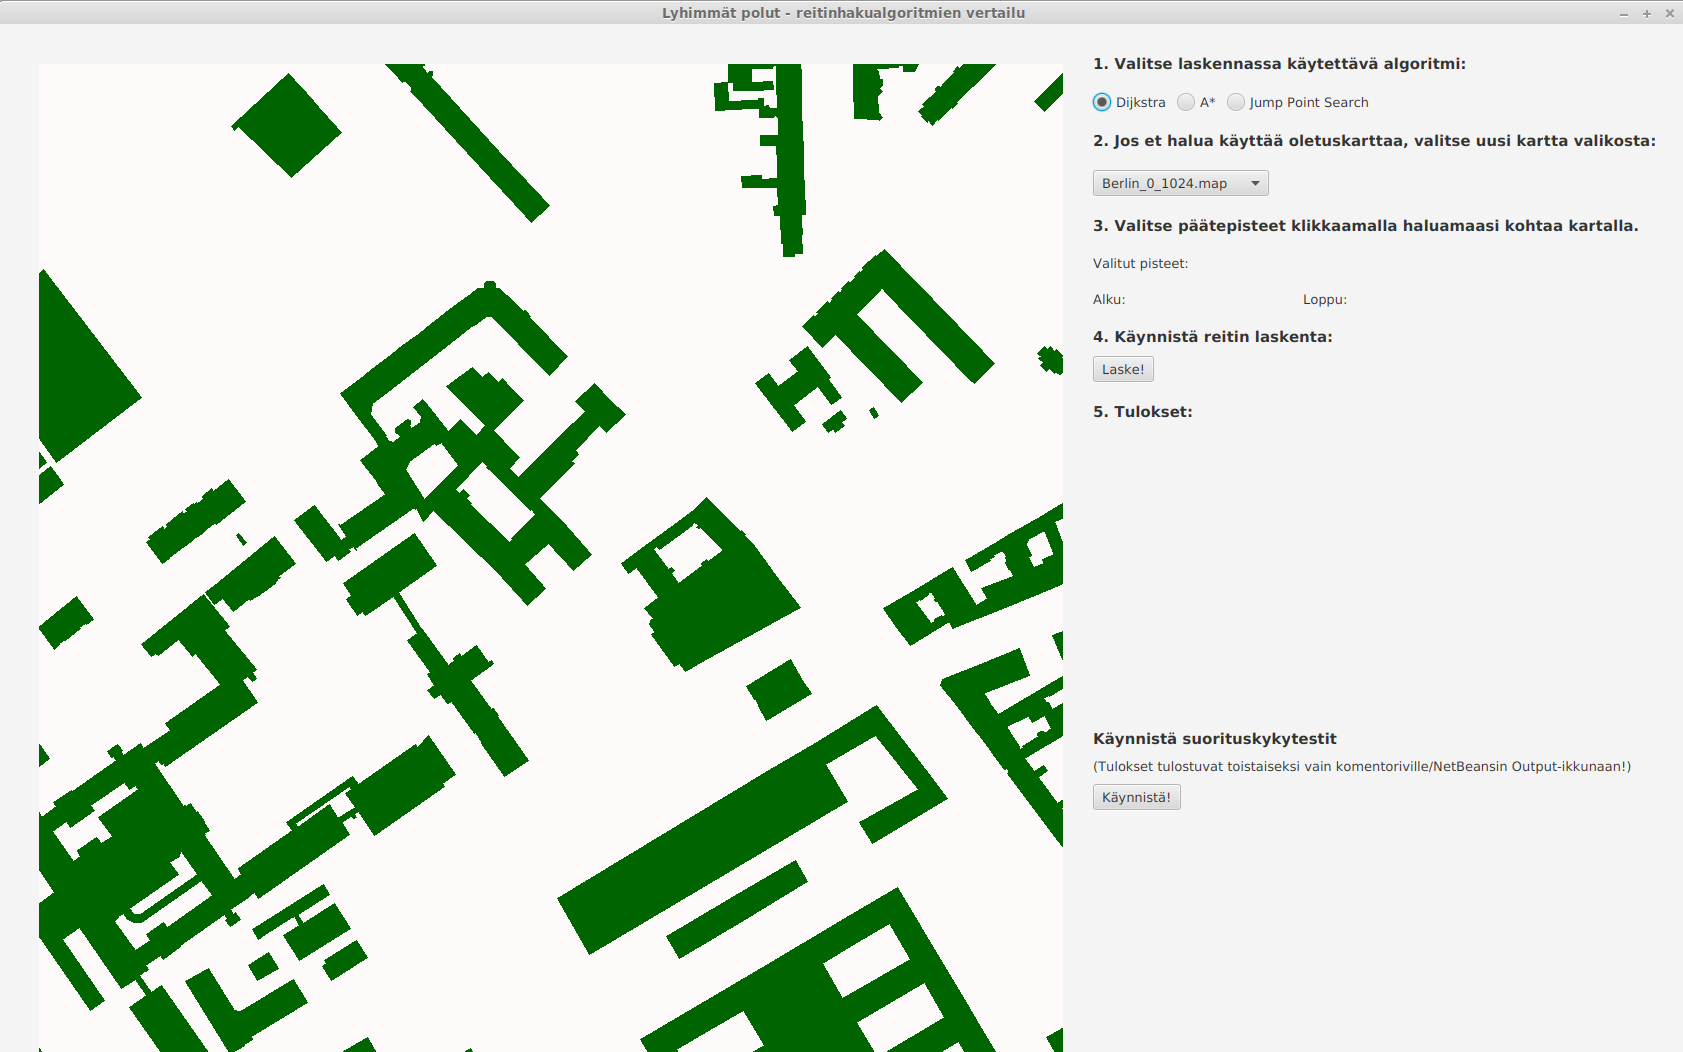 Lyhimmät polut - reitinhakualgoritmien vertailu
1. Valitse laskennassa käytettävä algoritmi:
Dijkstra A* Jump Point Search
2. Jos et halua käyttää oletuskarttaa, valitse uusi kartta valikosta:
Berlin_0_1024.map
3. Valitse päätepisteet klikkaamalla haluamaasi kohtaa kartalla.
Valitut pisteet:
Alku: Loppu:
4. Käynnistä reitin laskenta:
Laske!
5. Tulokset:
Käynnistä suorituskykytestit
(Tulokset tulostuvat toistaiseksi vain komentoriville/NetBeansin Output-ikkunaan!)
Käynnistä!